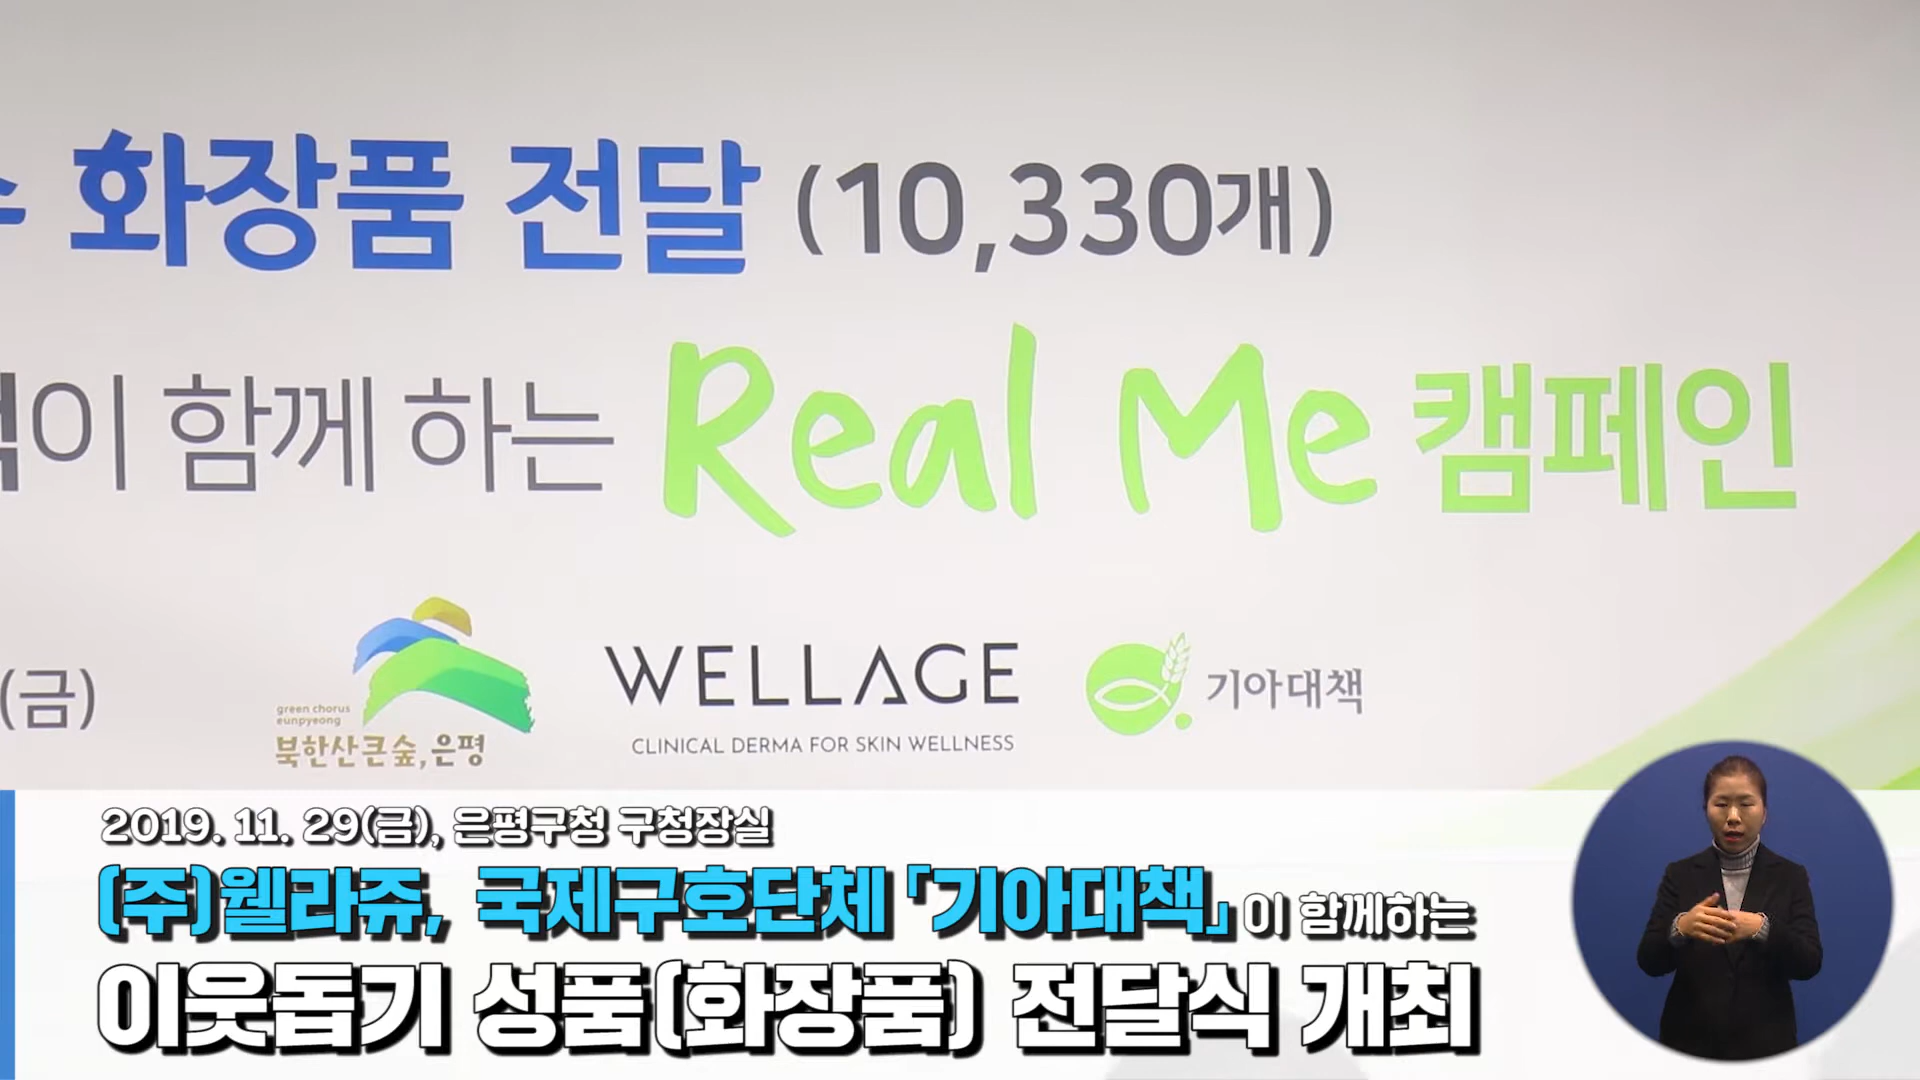 화장품 전달 (10,330개)
이 함께 하는 Real Me 캠페인
(금)
green chorus
eunpyeong
북한산큰숲, 은평
WELLAGE
CLINICAL DERMA FOR SKIN WELLNESS
기아대책
2019. 11. 29(금), 은평구청 구청장실
(주)웰라쥬, 국제구호단체 「기아대책」이 함께하는
이웃돕기 성품(화장품) 전달식 개최